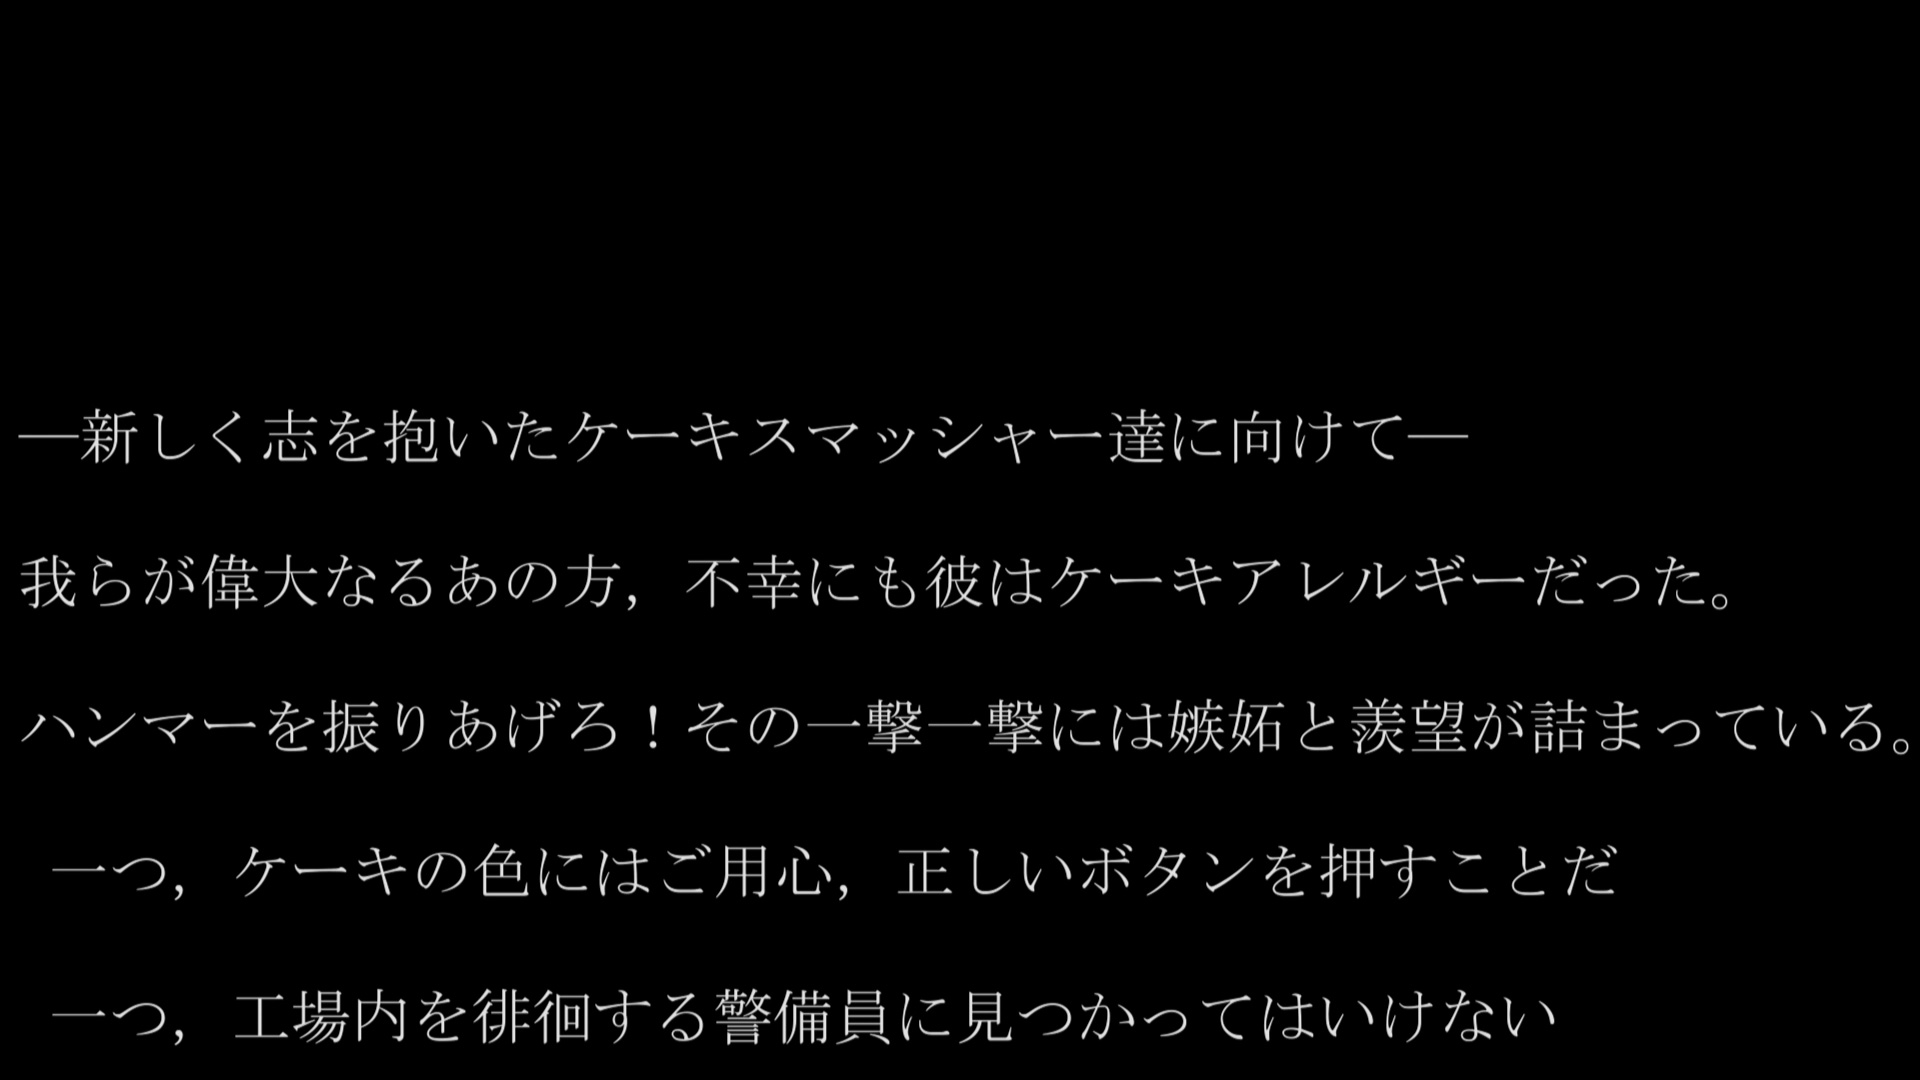 ―新しく志を抱いたケーキスマッシャー達に向けて―
我らが偉大なるあの方，不幸にも彼はケーキアレルギーだった。
ハンマーを振りあげろ！その一撃一撃には嫉妬と羨望が詰まっている。
一つ，ケーキの色にはご用心，正しいボタンを押すことだ
一つ，工場内を徘徊する警備員に見つかってはいけない